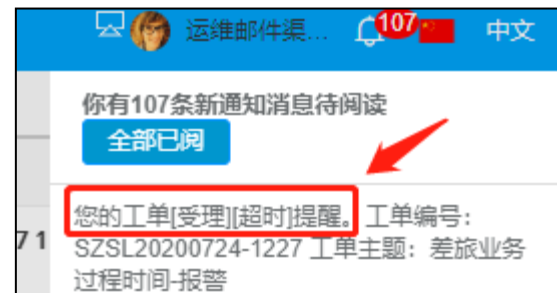 运维邮件渠... 107 中文
你有107条新通知消息待阅读
全部已阅
您的工单[受理][超时]提醒。工单编号：
7 1 SZSL20200724-1227 工单主题：差旅业务
过程时间-报警